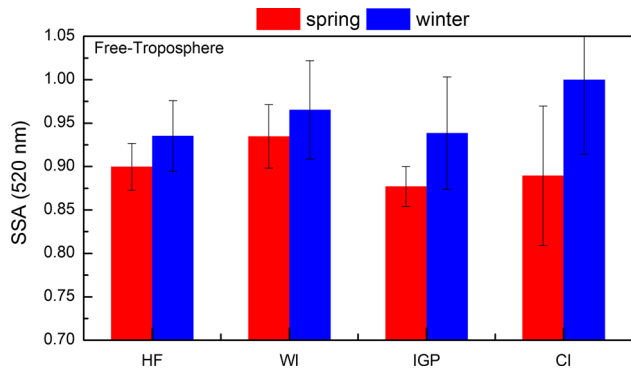 spring winter
Free-Troposphere
1.05
1.00
0.95
0.90
0.85
0.80
0.75
0.70
SSA (520 nm)
HF WI IGP CI